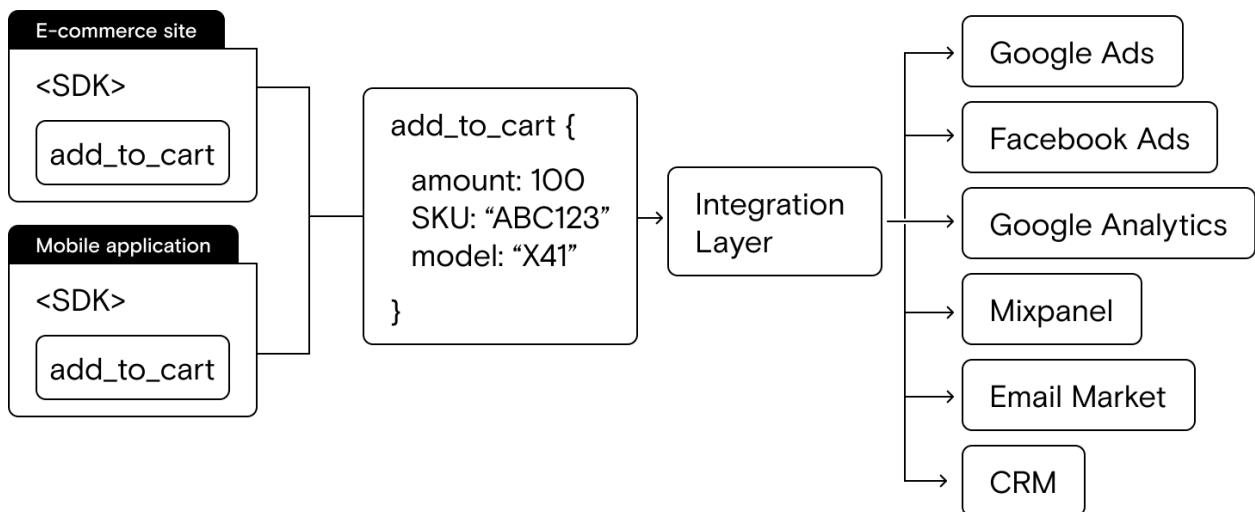 E-commerce site
<SDK>
add_to_cart
Mobile application
<SDK>
add_to_cart
add_to_cart {
amount: 100
SKU: “ABC123”
model: “X41”
}
Integration
Layer
Google Ads
Facebook Ads
Google Analytics
Mixpanel
Email Market
CRM